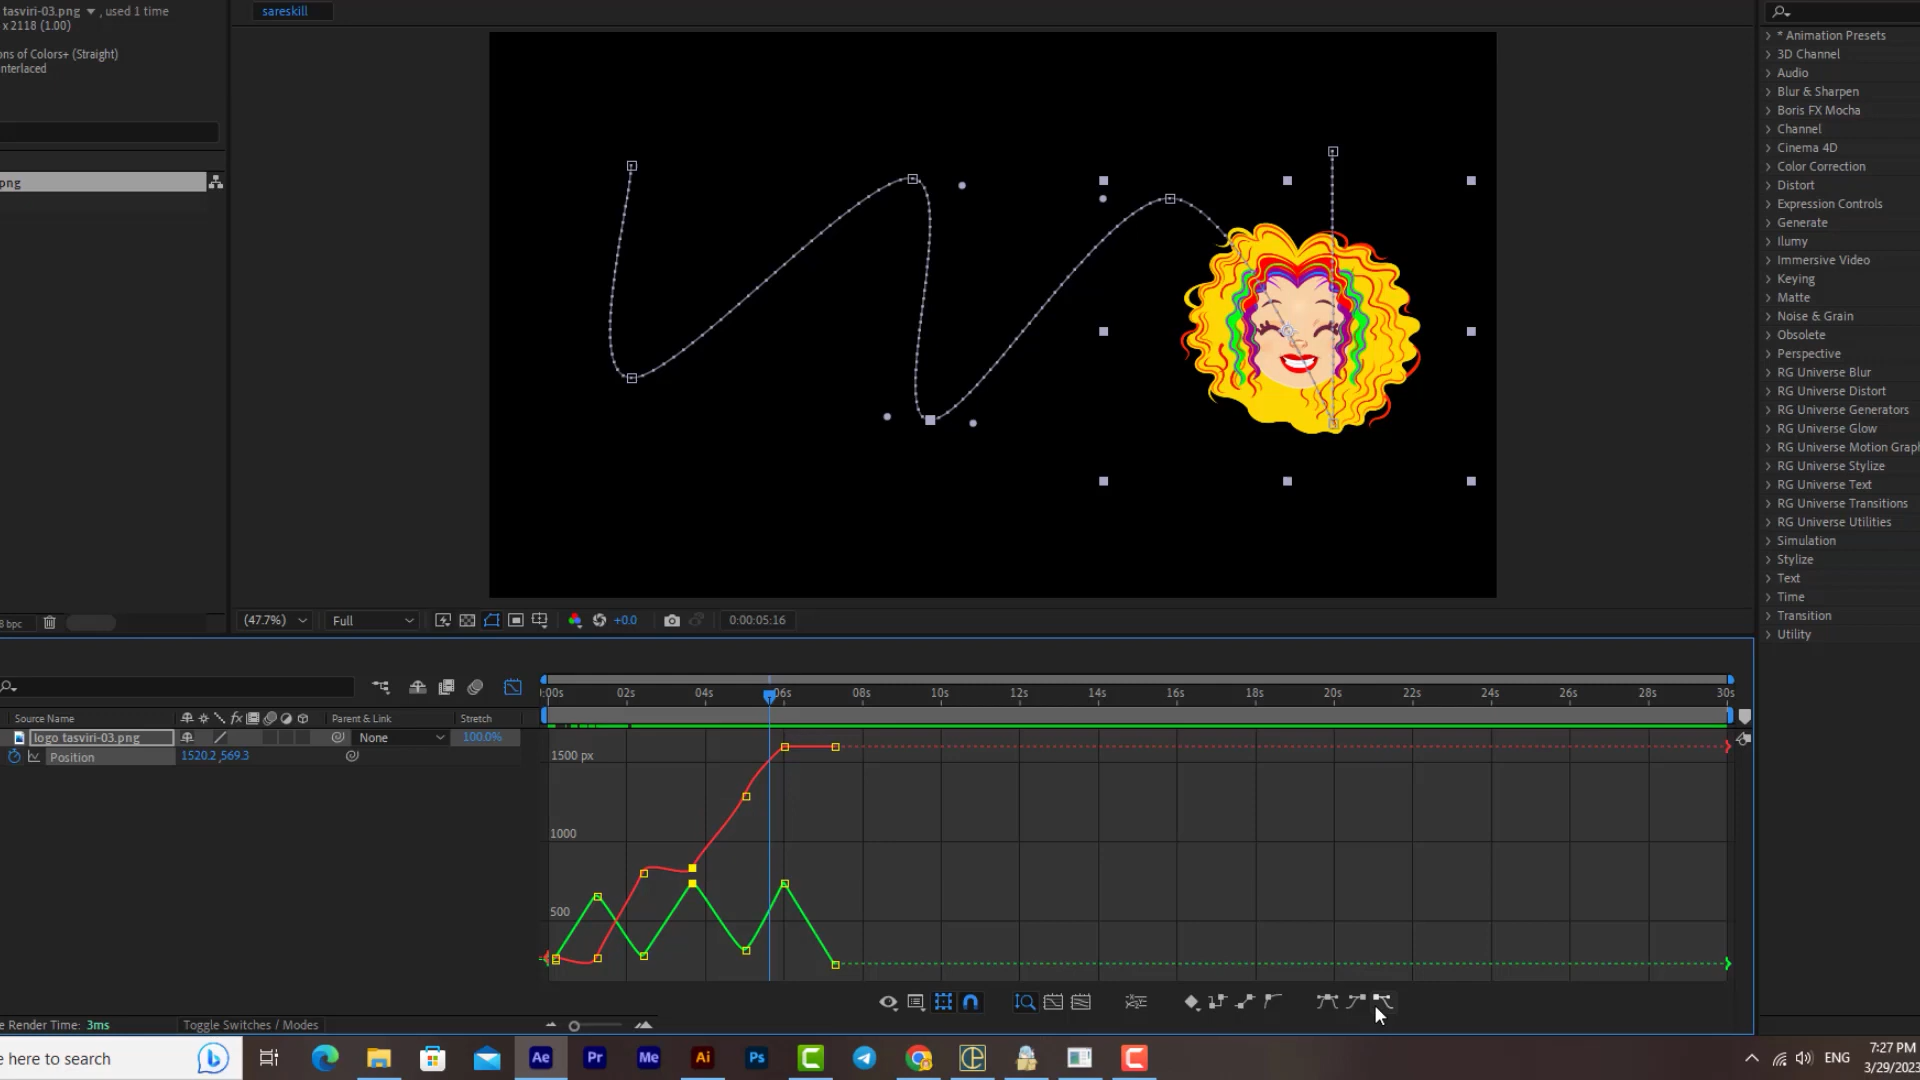 tasviri-03.png ▼ , used 1 time
x 2118 (1.00)
ons of Colors+ (Straight)
nterlaced
png
8 bpc
sareskill
(47.7%)
Full
+0.0
0:00:05:16
* Animation Presets
3D Channel
Audio
Blur & Sharpen
Boris FX Mocha
Channel
Cinema 4D
Color Correction
Distort
Expression Controls
Generate
Ilumy
Immersive Video
Keying
Matte
Noise & Grain
Obsolete
Perspective
RG Universe Blur
RG Universe Distort
RG Universe Generators
RG Universe Glow
RG Universe Motion Graph
RG Universe Stylize
RG Universe Text
RG Universe Transitions
RG Universe Utilities
Simulation
Stylize
Text
Time
Transition
Utility
Source Name
fx
Parent & Link
Stretch
logo tasviri-03.png
None
100.0%
Position
1520.2,569.3
:00s 02s 04s 06s 08s 10s 12s 14s 16s 18s 20s 22s 24s 26s 28s 30s
1500 px
1000
500
e Render Time: 3ms
Toggle Switches / Modes
e here to search
Ae Pr Me Ai Ps
ENG
7:27 PM
3/29/2023